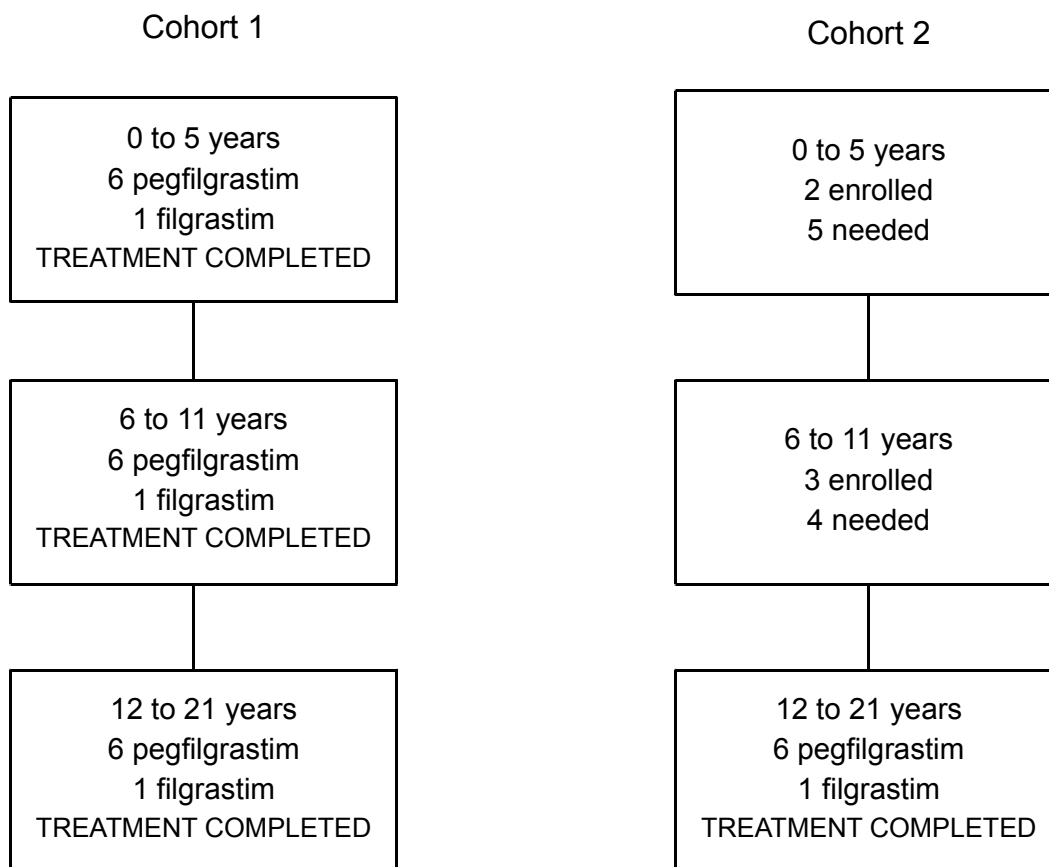 Cohort 1
0 to 5 years
6 pegfilgrastim
1 filgrastim
TREATMENT COMPLETED
6 to 11 years
6 pegfilgrastim
1 filgrastim
TREATMENT COMPLETED
12 to 21 years
6 pegfilgrastim
1 filgrastim
TREATMENT COMPLETED
Cohort 2
0 to 5 years
2 enrolled
5 needed
6 to 11 years
3 enrolled
4 needed
12 to 21 years
6 pegfilgrastim
1 filgrastim
TREATMENT COMPLETED